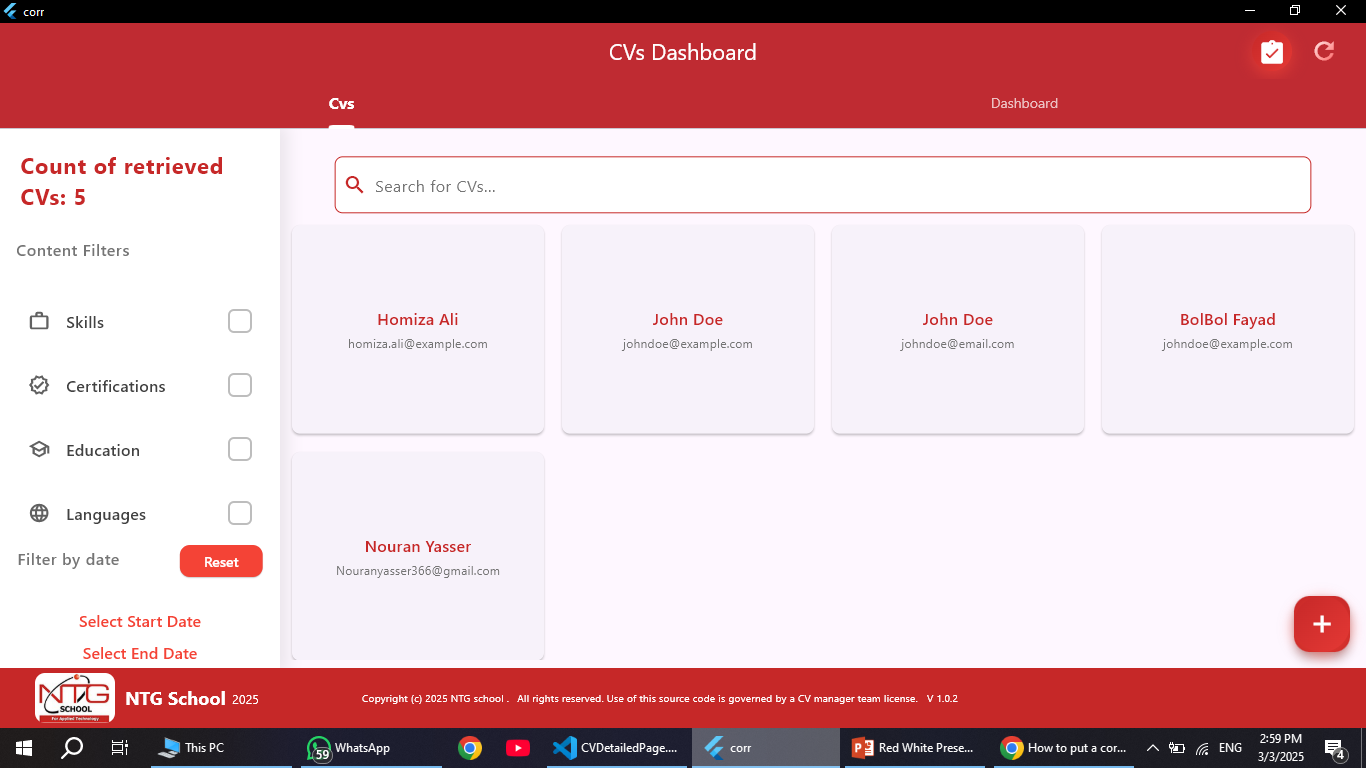 corr
CVs Dashboard
Cvs
Dashboard
Count of retrieved
CVs: 5
Content Filters
Skills
Certifications
Education
Languages
Filter by date
Reset
Select Start Date
Select End Date
Search for CVs...
Homiza Ali
homiza.ali@example.com
John Doe
johndoe@example.com
John Doe
johndoe@email.com
BolBol Fayad
johndoe@example.com
Nouran Yasser
Nouranyasser366@gmail.com
NTG
SCHOOL
For Applied Technology
NTG School 2025
Copyright (c) 2025 NTG school . All rights reserved. Use of this source code is governed by a CV manager team license. V 1.0.2
This PC
59
WhatsApp
CVDetailedPage....
corr
Red White Prese...
How to put a cor...
ENG
2:59 PM
3/3/2025
4